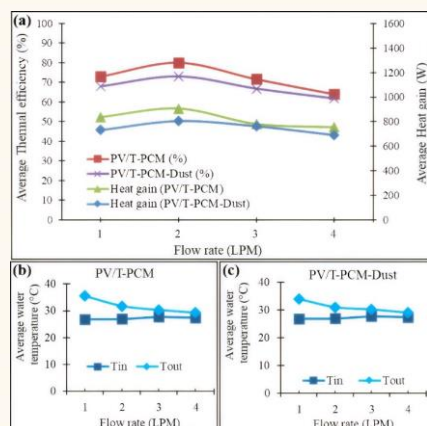 (a)
100
90
80
70
60
50
40
30
20
10
0
Average Thermal efficiency (%)
1600
1400
1200
1000
800
600
400
200
0
Average Heat gain (W)
PV/T-PCM (%)
PV/T-PCM-Dust (%)
Heat gain (PV/T-PCM)
Heat gain (PV/T-PCM-Dust)
1 2 3 4
Flow rate (LPM)
(b) PV/T-PCM
40
30
20
10
0
Average water
temperature (°C)
Tin Tout
1 2 3 4
Flow rate (LPM)
(c) PV/T-PCM-Dust
40
30
20
10
0
Average water
temperature (°C)
Tin Tout
1 2 3 4
Flow rate (LPM)